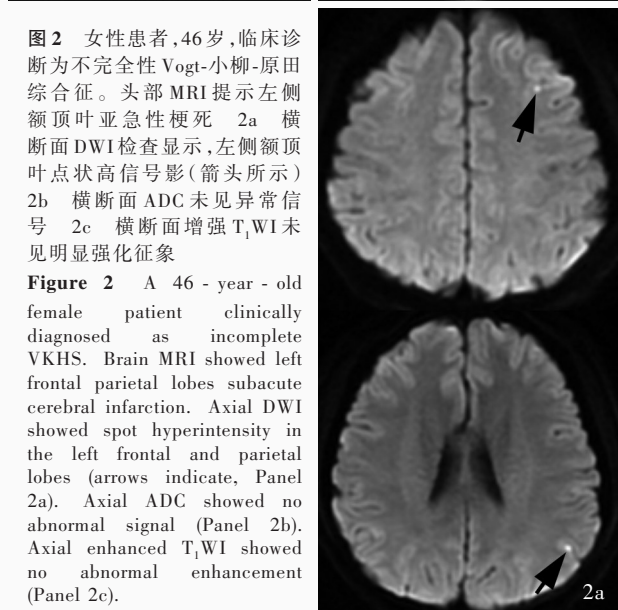 图2 女性患者,46岁,临床诊
断为不完全性Vogt-小柳-原田
综合征。头部MRI提示左侧
额顶叶亚急性梗死 2a 横
断面DWI检查显示,左侧额顶
叶点状高信号影(箭头所示)
2b 横断面ADC未见异常信
号 2c 横断面增强T₁WI未
见明显强化征象
Figure 2 A 46 - year - old
female patient clinically
diagnosed as incomplete
VKHS. Brain MRI showed left
frontal parietal lobes subacute
cerebral infarction. Axial DWI
showed spot hyperintensity in
the left frontal and parietal
lobes (arrows indicate, Panel
2a). Axial ADC showed no
abnormal signal (Panel 2b).
Axial enhanced T₁WI showed
no abnormal enhancement
(Panel 2c).
2a